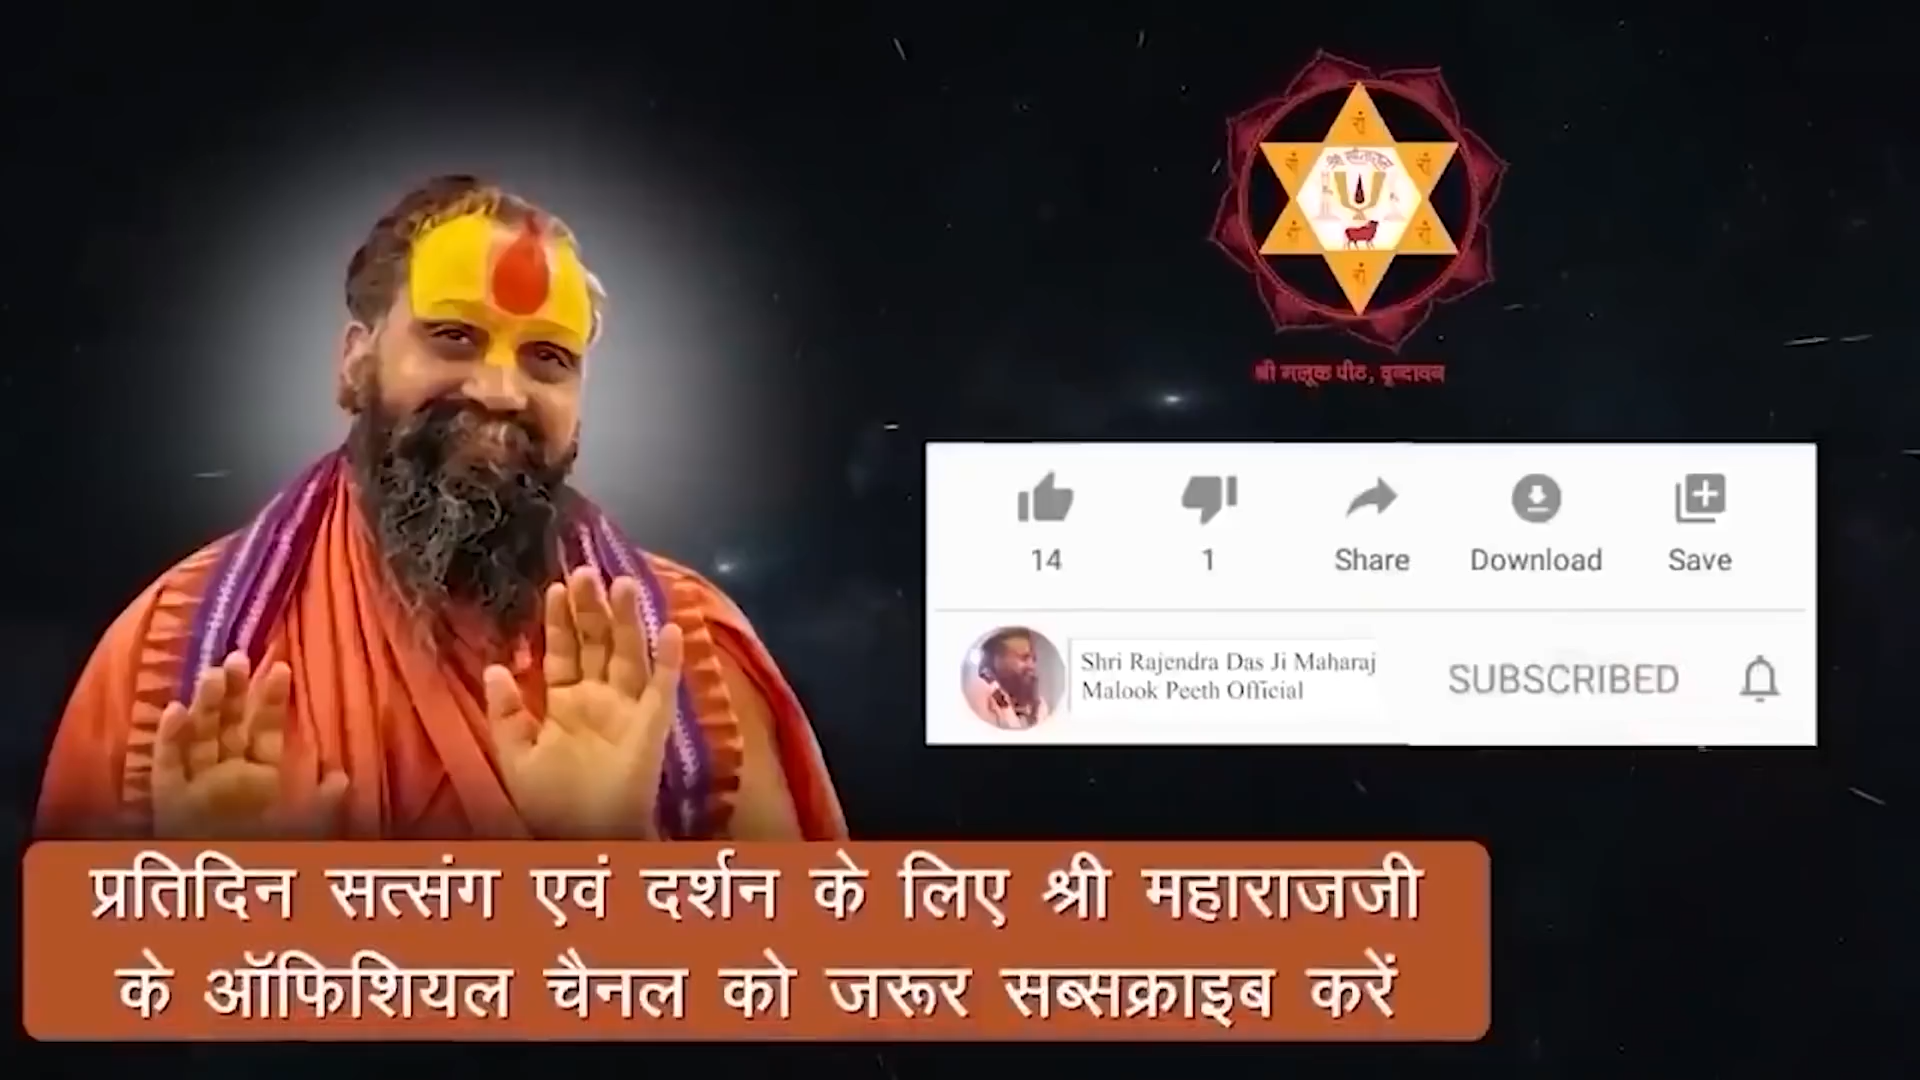 श्री सीताराम
रां
रां
रां
रां
रां
रां
श्री मलूक पीठ, वृन्दावन
14
1
Share
Download
Save
Shri Rajendra Das Ji Maharaj
Malook Peeth Official
SUBSCRIBED
प्रतिदिन सत्संग एवं दर्शन के लिए श्री महाराजजी
के ऑफिशियल चैनल को जरूर सब्सक्राइब करें